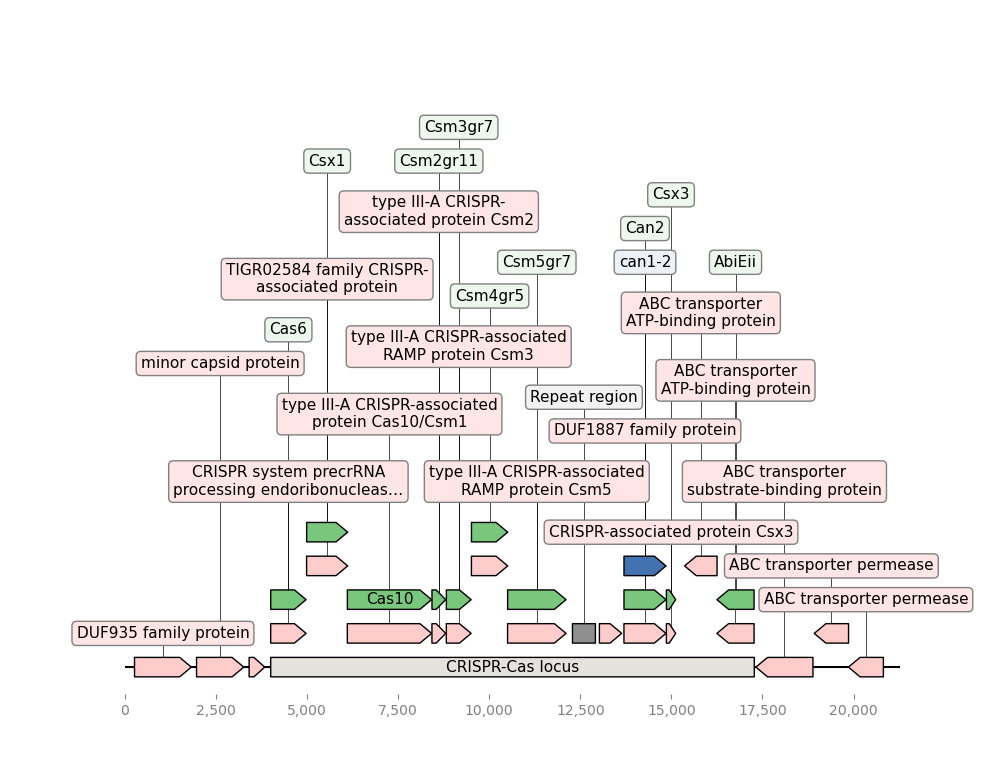 Csm3gr7
Csx1
Csm2gr11
Csx3
type III-A CRISPR-
associated protein Csm2
Can2
Csm5gr7
can1-2
AbiEii
TIGR02584 family CRISPR-
associated protein
Csm4gr5
ABC transporter
ATP-binding protein
Cas6
type III-A CRISPR-associated
RAMP protein Csm3
minor capsid protein
ABC transporter
ATP-binding protein
Repeat region
type III-A CRISPR-associated
protein Cas10/Csm1
DUF1887 family protein
CRISPR system precrRNA
processing endoribonucleas…
type III-A CRISPR-associated
RAMP protein Csm5
ABC transporter
substrate-binding protein
CRISPR-associated protein Csx3
ABC transporter permease
Cas10
ABC transporter permease
DUF935 family protein
CRISPR-Cas locus
0 2,500 5,000 7,500 10,000 12,500 15,000 17,500 20,000